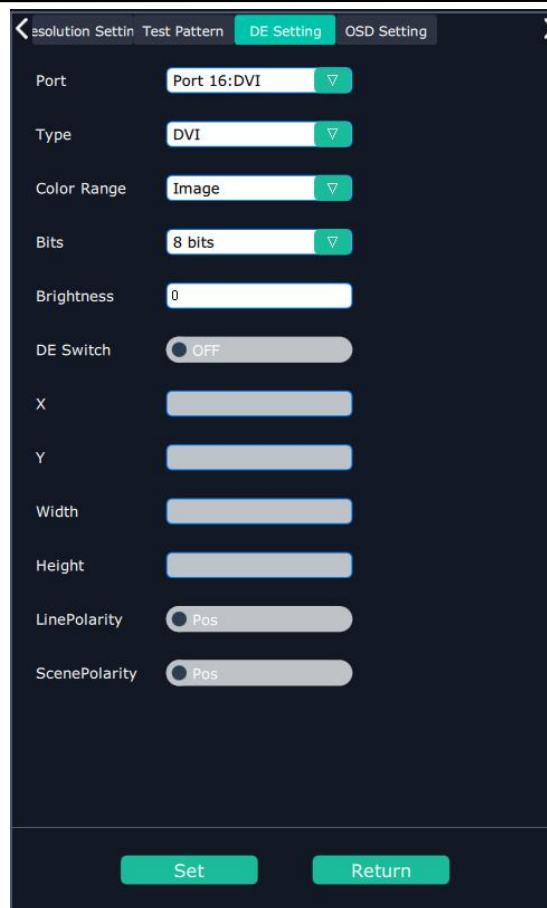 esolution Settin Test Pattern DE Setting OSD Setting
Port Port 16:DVI
Type DVI
Color Range Image
Bits 8 bits
Brightness 0
DE Switch OFF
X
Y
Width
Height
LinePolarity Pos
ScenePolarity Pos
Set Return